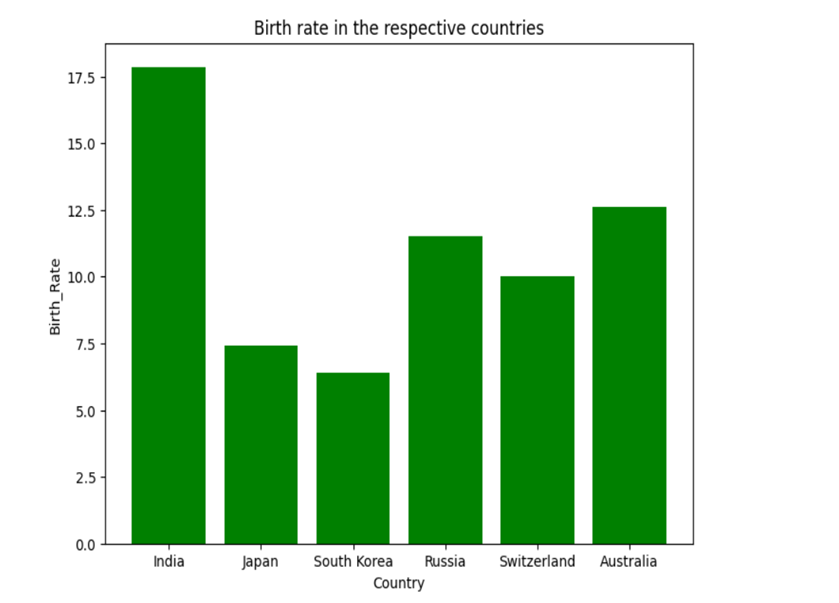 Birth rate in the respective countries
Birth_Rate
17.5
15.0
12.5
10.0
7.5
5.0
2.5
0.0
India Japan South Korea Russia Switzerland Australia
Country